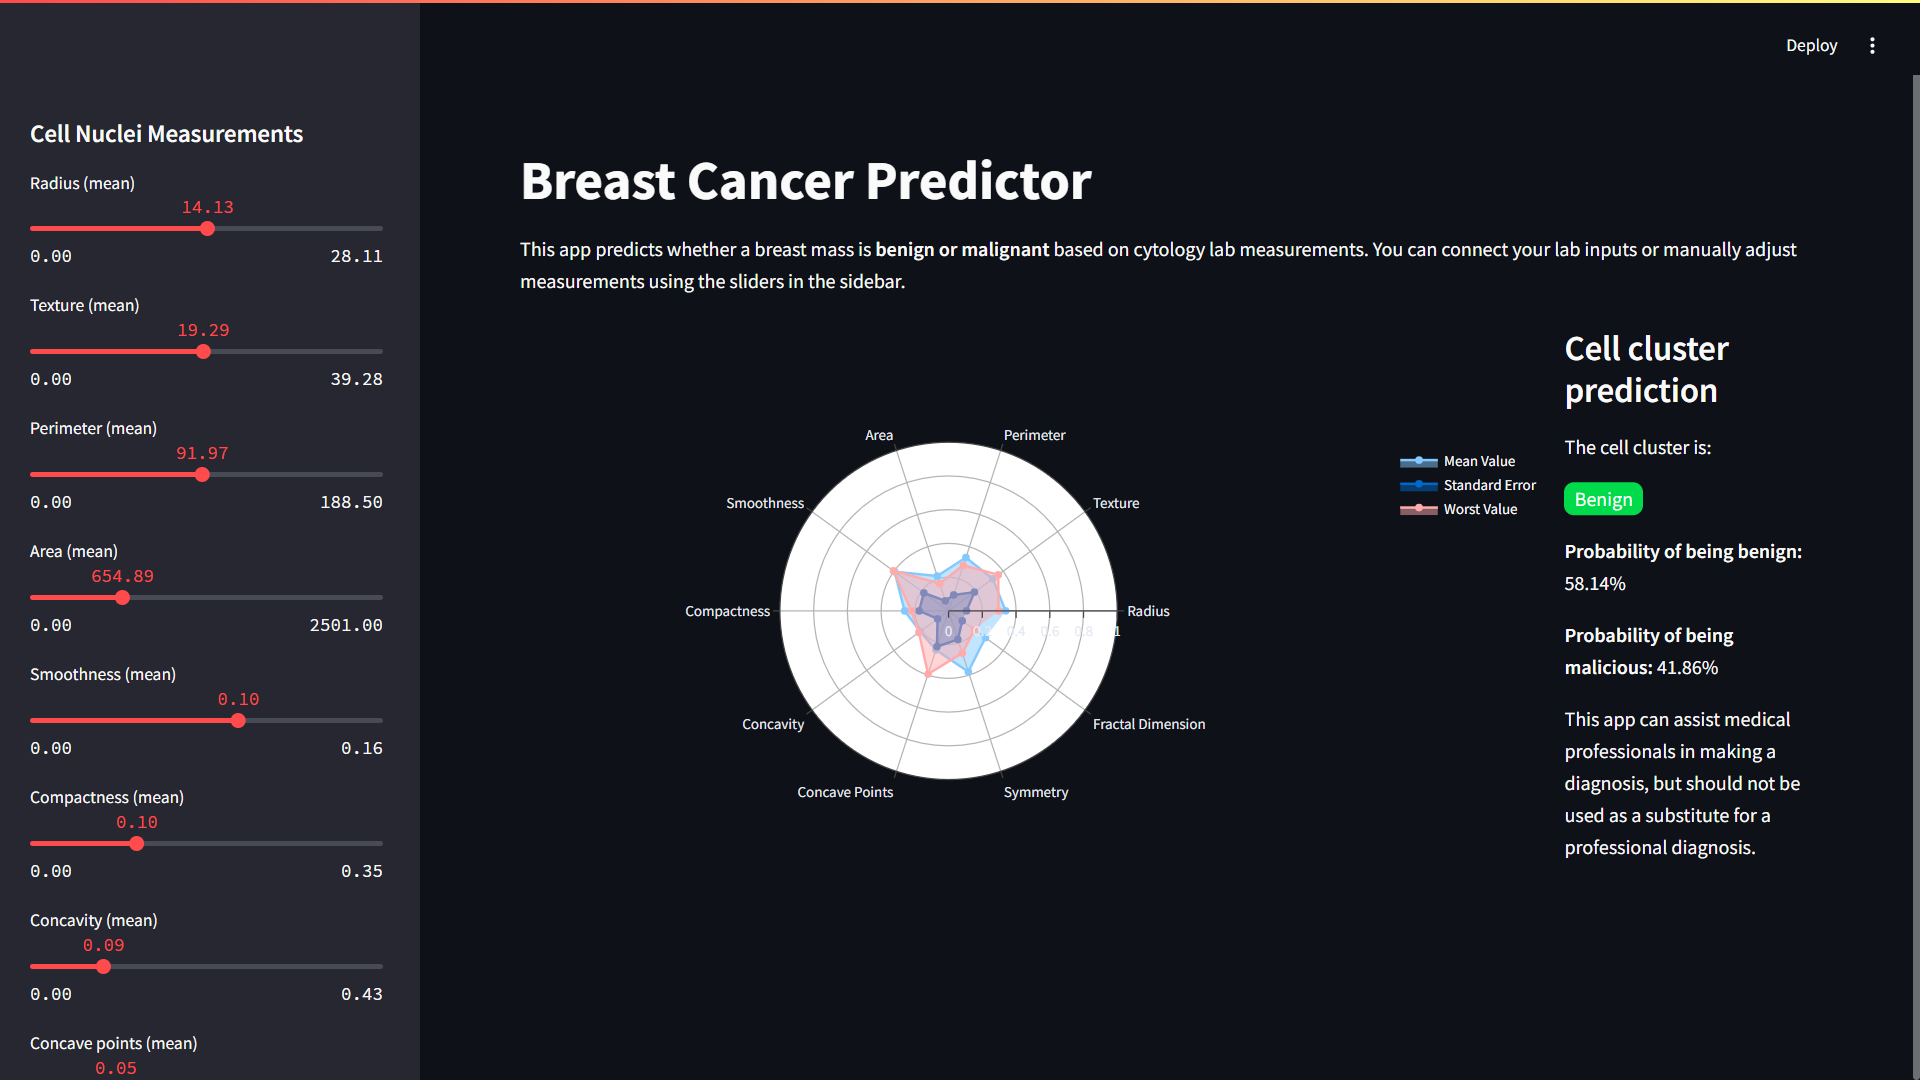 Deploy
Cell Nuclei Measurements
Radius (mean)
14.13
0.00 28.11
Texture (mean)
19.29
0.00 39.28
Perimeter (mean)
91.97
0.00 188.50
Area (mean)
654.89
0.00 2501.00
Smoothness (mean)
0.10
0.00 0.16
Compactness (mean)
0.10
0.00 0.35
Concavity (mean)
0.09
0.00 0.43
Concave points (mean)
0.05
Breast Cancer Predictor
This app predicts whether a breast mass is benign or malignant based on cytology lab measurements. You can connect your lab inputs or manually adjust
measurements using the sliders in the sidebar.
Area Perimeter
Smoothness Texture
Compactness Radius
0 0.2 0.4 0.6 0.8 1
Concavity Fractal Dimension
Concave Points Symmetry
Mean Value
Standard Error
Worst Value
Cell cluster
prediction
The cell cluster is:
Benign
Probability of being benign:
58.14%
Probability of being
malicious: 41.86%
This app can assist medical
professionals in making a
diagnosis, but should not be
used as a substitute for a
professional diagnosis.